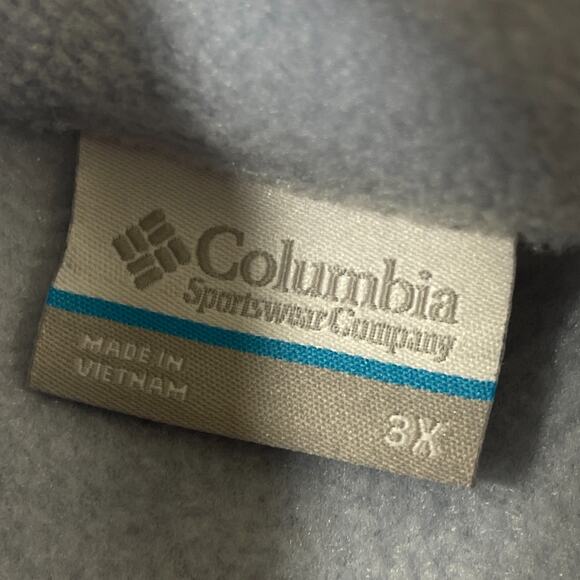 Columbia
Sportswear Company
MADE IN
VIETNAM
3X